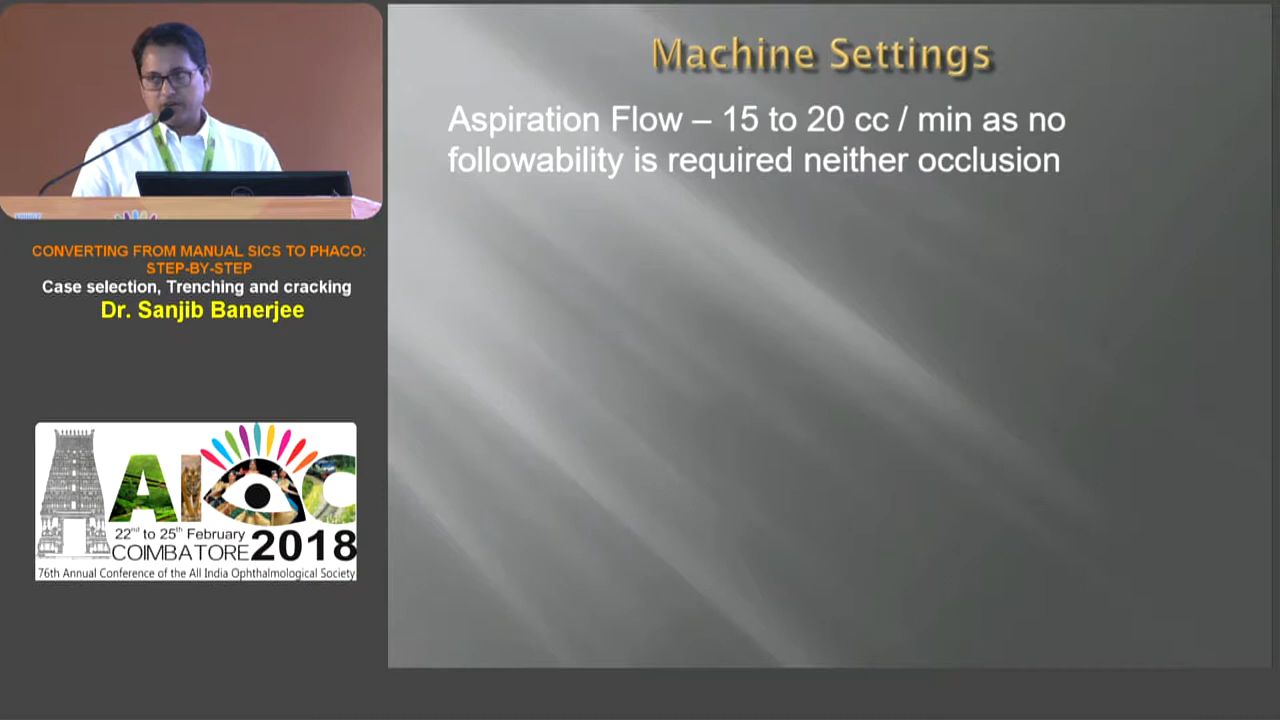 CONVERTING FROM MANUAL SICS TO PHACO:
STEP-BY-STEP
Case selection, Trenching and cracking
Dr. Sanjib Banerjee
AIOC
22nd to 25th February
COIMBATORE 2018
76th Annual Conference of the All India Ophthalmological Society
Machine Settings
Aspiration Flow – 15 to 20 cc / min as no
followability is required neither occlusion